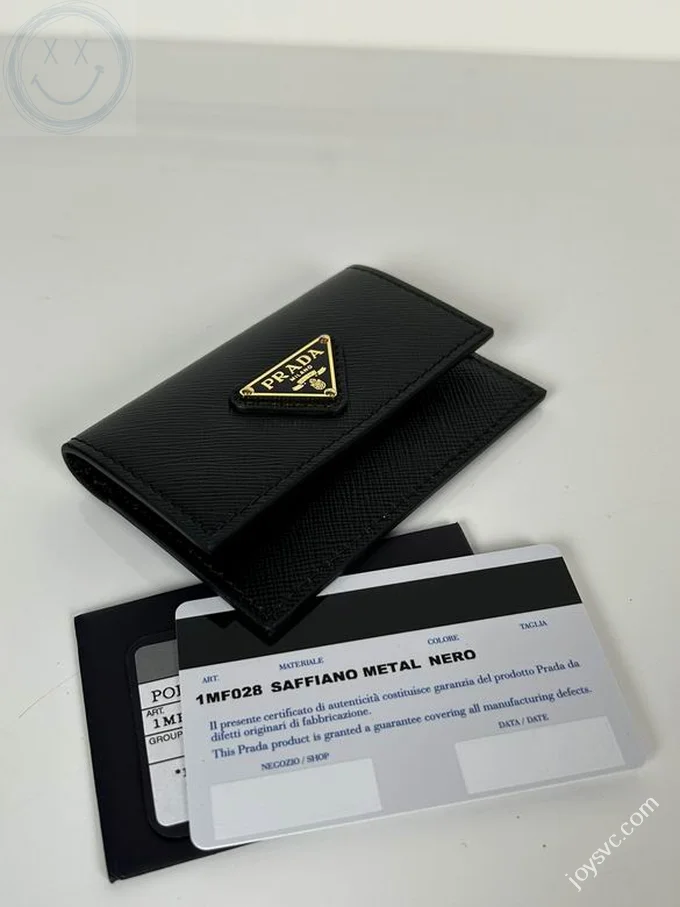 PRADA
MILANO
ART. MATERIALE COLORE TAGLIA
1MF028 SAFFIANO METAL NERO
Il presente certificato di autenticità costituisce garanzia del prodotto Prada da
difetti originari di fabbricazione.
This Prada product is granted a guarantee covering all manufacturing defects.
NEGOZIO / SHOP DATA / DATE
ART.
GROUP
joysvc.com